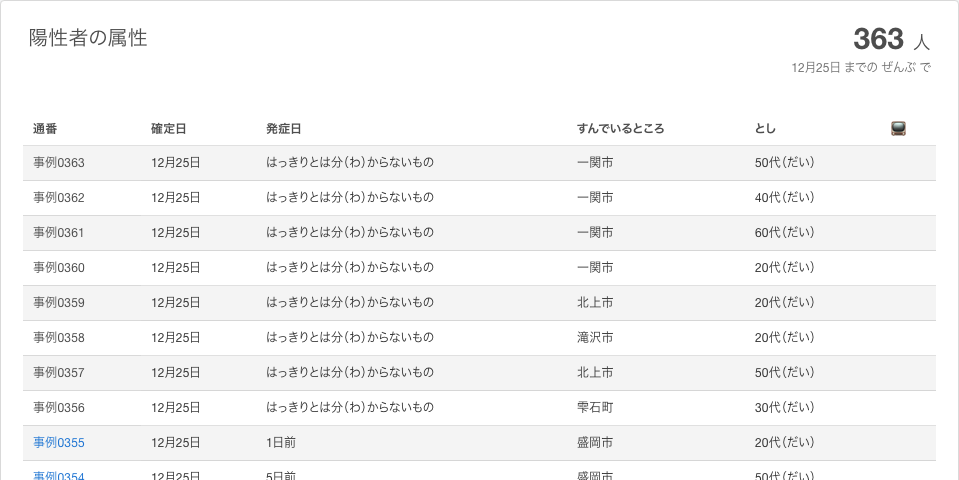 陽性者の属性
363 人
12月25日 までの ぜんぶ で
通番 確定日 発症日 すんでいるところ とし
事例0363 12月25日 はっきりとは分(わ)からないもの 一関市 50代(だい)
事例0362 12月25日 はっきりとは分(わ)からないもの 一関市 40代(だい)
事例0361 12月25日 はっきりとは分(わ)からないもの 一関市 60代(だい)
事例0360 12月25日 はっきりとは分(わ)からないもの 一関市 20代(だい)
事例0359 12月25日 はっきりとは分(わ)からないもの 北上市 20代(だい)
事例0358 12月25日 はっきりとは分(わ)からないもの 滝沢市 20代(だい)
事例0357 12月25日 はっきりとは分(わ)からないもの 北上市 50代(だい)
事例0356 12月25日 はっきりとは分(わ)からないもの 雫石町 30代(だい)
事例0355 12月25日 1日前 盛岡市 20代(だい)
事例0354 12月25日 5日前 盛岡市 50代(だい)